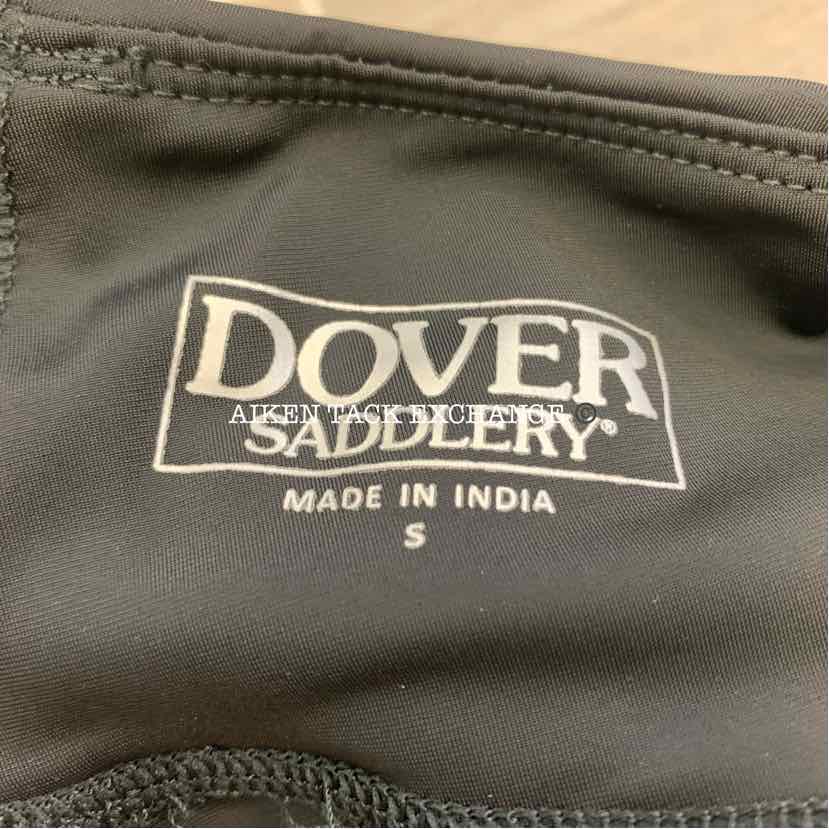 DOVER
AIKEN TACK EXCHANGE ©
SADDLERY®
MADE IN INDIA
S